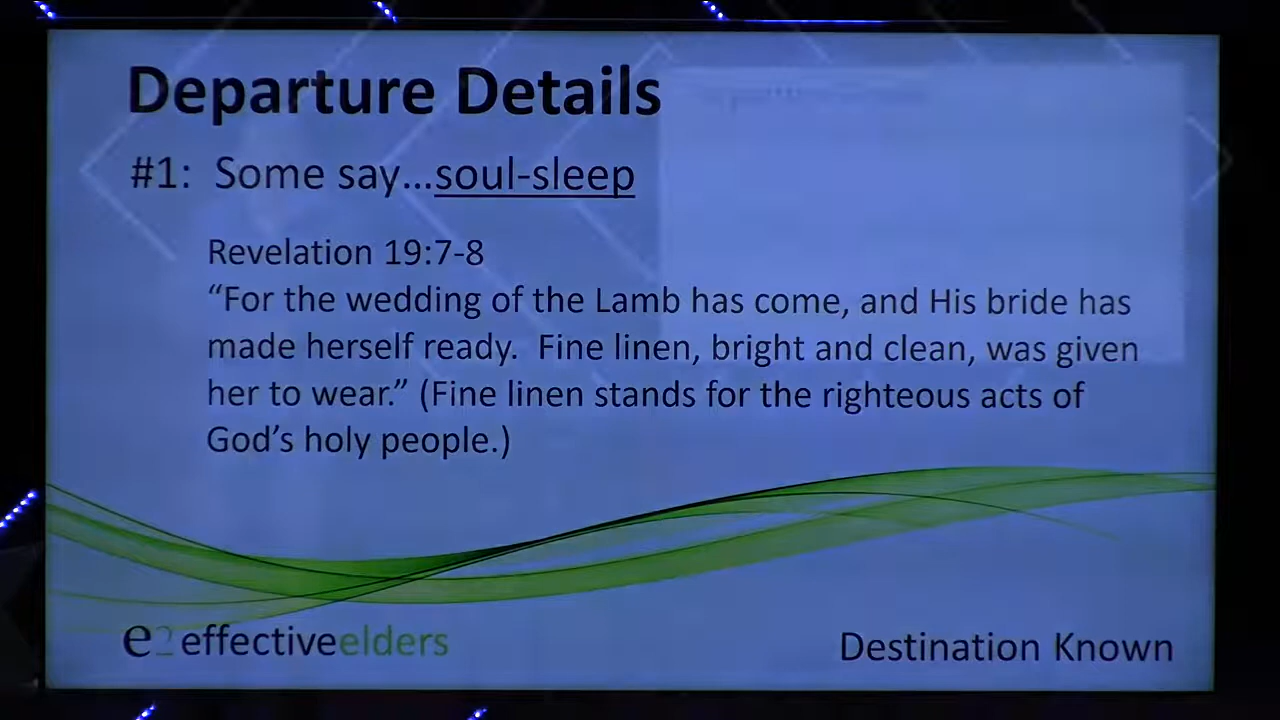 Departure Details
#1:  Some say...soul-sleep
Revelation 19:7-8
“For the wedding of the Lamb has come, and His bride has
made herself ready.  Fine linen, bright and clean, was given
her to wear.” (Fine linen stands for the righteous acts of
God’s holy people.)
e2 effectiveelders
Destination Known